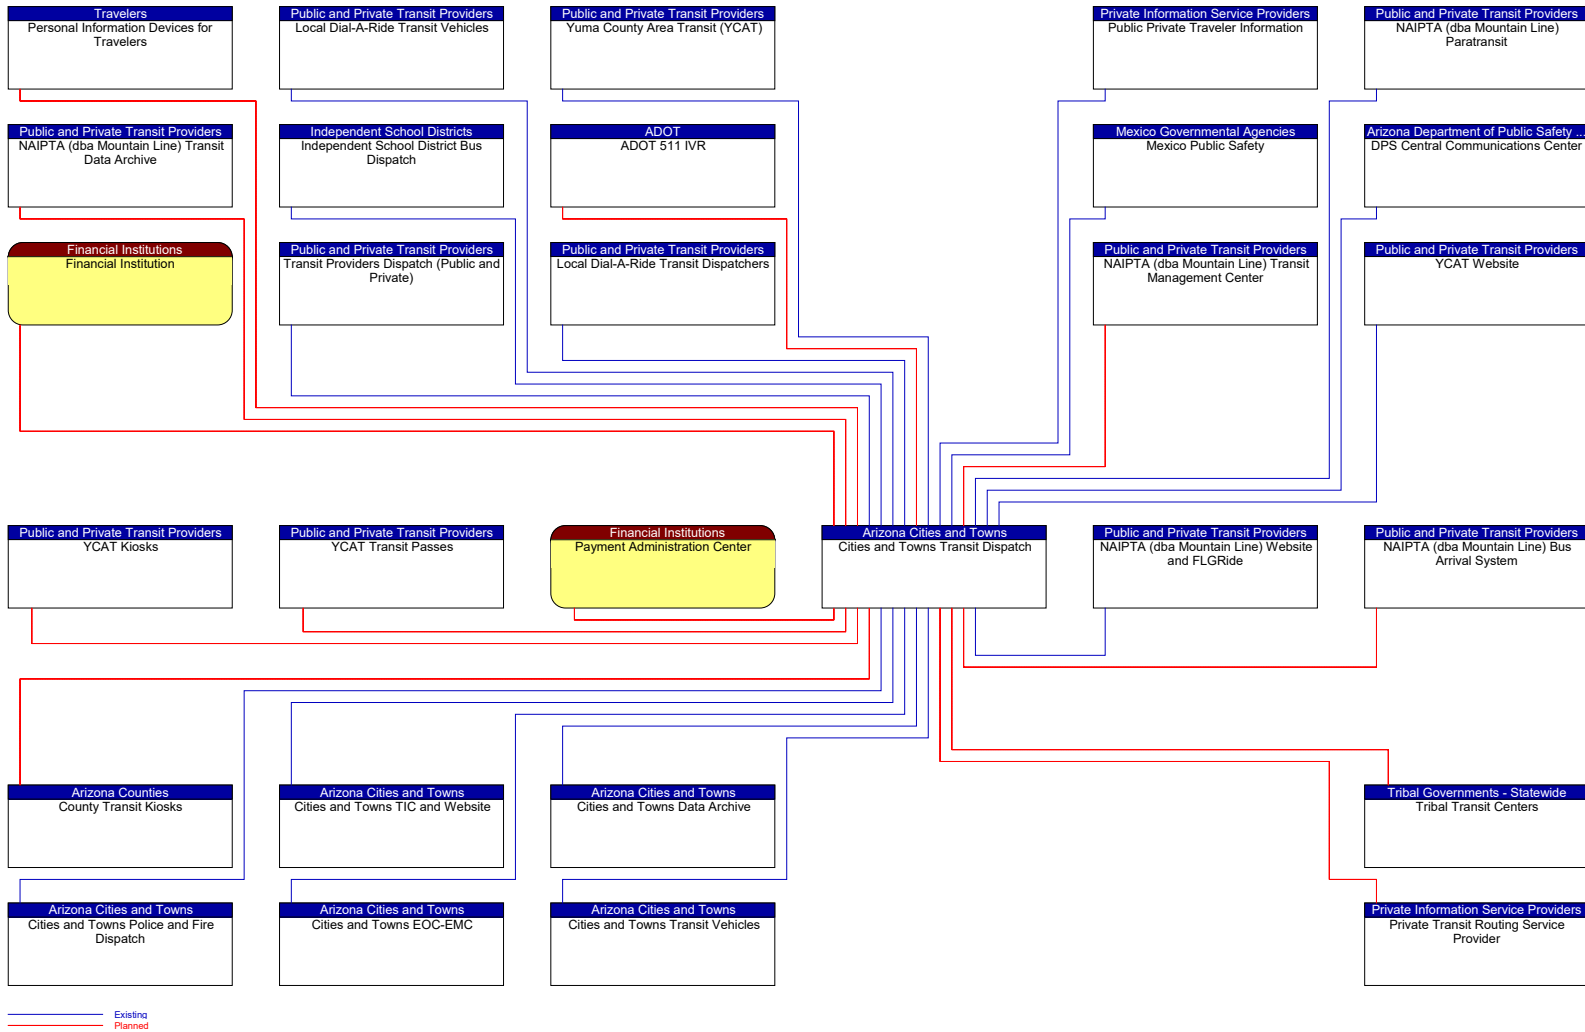 Travelers
Personal Information Devices for
Travelers
Public and Private Transit Providers
Local Dial-A-Ride Transit Vehicles
Public and Private Transit Providers
Yuma County Area Transit (YCAT)
Private Information Service Providers
Public Private Traveler Information
Public and Private Transit Providers
NAIPTA (dba Mountain Line)
Paratransit
Public and Private Transit Providers
NAIPTA (dba Mountain Line) Transit
Data Archive
Independent School Districts
Independent School District Bus
Dispatch
ADOT
ADOT 511 IVR
Mexico Governmental Agencies
Mexico Public Safety
Arizona Department of Public Safety ...
DPS Central Communications Center
Financial Institutions
Financial Institution
Public and Private Transit Providers
Transit Providers Dispatch (Public and
Private)
Public and Private Transit Providers
Local Dial-A-Ride Transit Dispatchers
Public and Private Transit Providers
NAIPTA (dba Mountain Line) Transit
Management Center
Public and Private Transit Providers
YCAT Website
Public and Private Transit Providers
YCAT Kiosks
Public and Private Transit Providers
YCAT Transit Passes
Financial Institutions
Payment Administration Center
Arizona Cities and Towns
Cities and Towns Transit Dispatch
Public and Private Transit Providers
NAIPTA (dba Mountain Line) Website
and FLGRide
Public and Private Transit Providers
NAIPTA (dba Mountain Line) Bus
Arrival System
Arizona Counties
County Transit Kiosks
Arizona Cities and Towns
Cities and Towns TIC and Website
Arizona Cities and Towns
Cities and Towns Data Archive
Tribal Governments - Statewide
Tribal Transit Centers
Arizona Cities and Towns
Cities and Towns Police and Fire
Dispatch
Arizona Cities and Towns
Cities and Towns EOC-EMC
Arizona Cities and Towns
Cities and Towns Transit Vehicles
Private Information Service Providers
Private Transit Routing Service
Provider
Existing
Planned